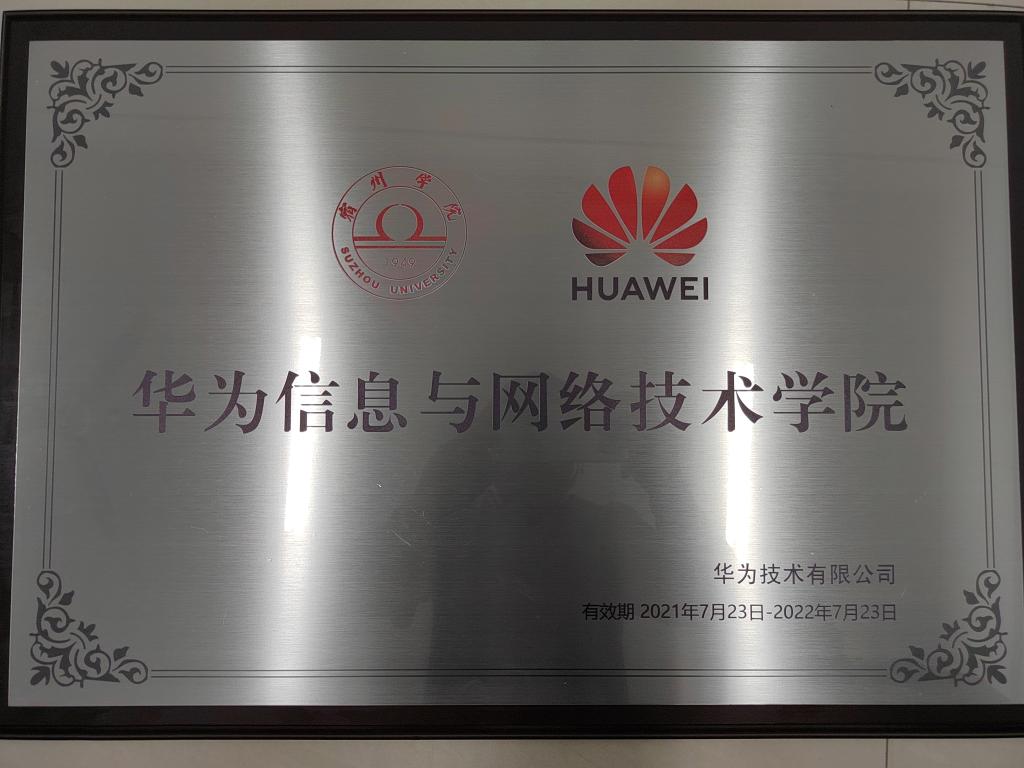 宿州学院
SUZHOU UNIVERSITY
1949
HUAWEI
华为信息与网络技术学院
华为技术有限公司
有效期 2021年7月23日-2022年7月23日